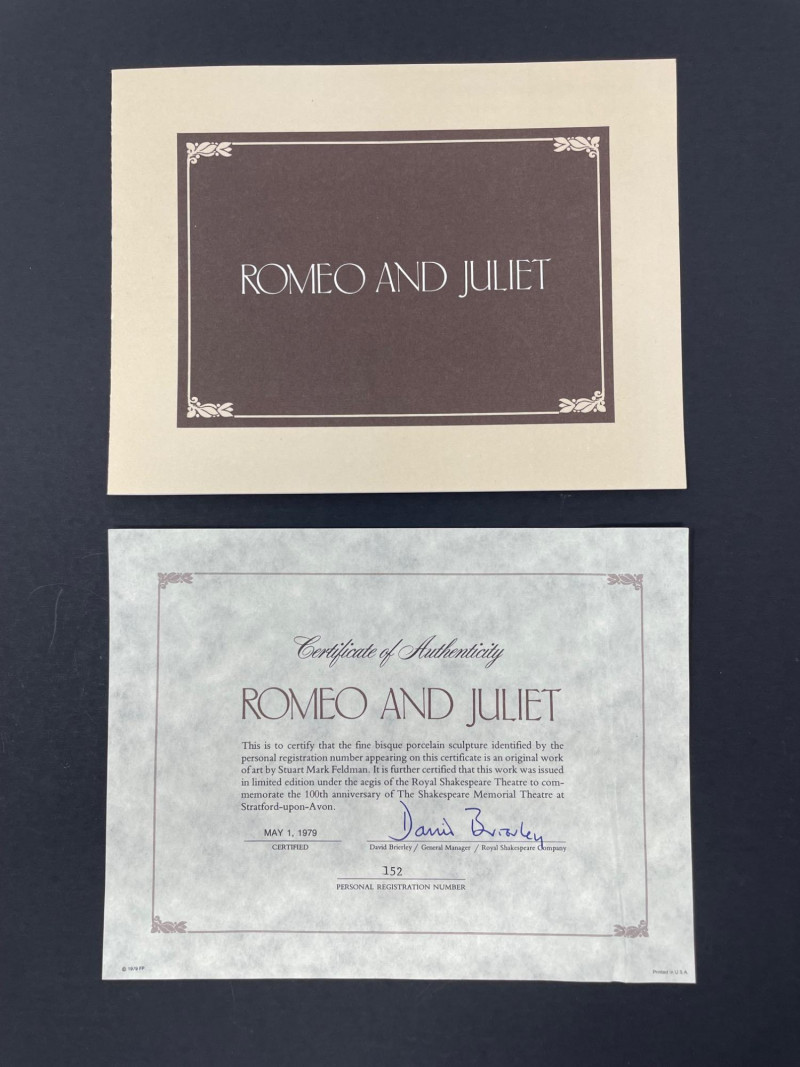 ROMEO AND JULIET
Certificate of Authenticity
ROMEO AND JULIET
This is to certify that the fine bisque porcelain sculpture identified by the
personal registration number appearing on this certificate is an original work
of art by Stuart Mark Feldman. It is further certified that this work was issued
in limited edition under the aegis of the Royal Shakespeare Theatre to com-
memorate the 100th anniversary of The Shakespeare Memorial Theatre at
Stratford-upon-Avon.
David Brierley
MAY 1, 1979
CERTIFIED
David Brierley / General Manager / Royal Shakespeare Company
152
PERSONAL REGISTRATION NUMBER
© 1979 FP
Printed in U.S.A.